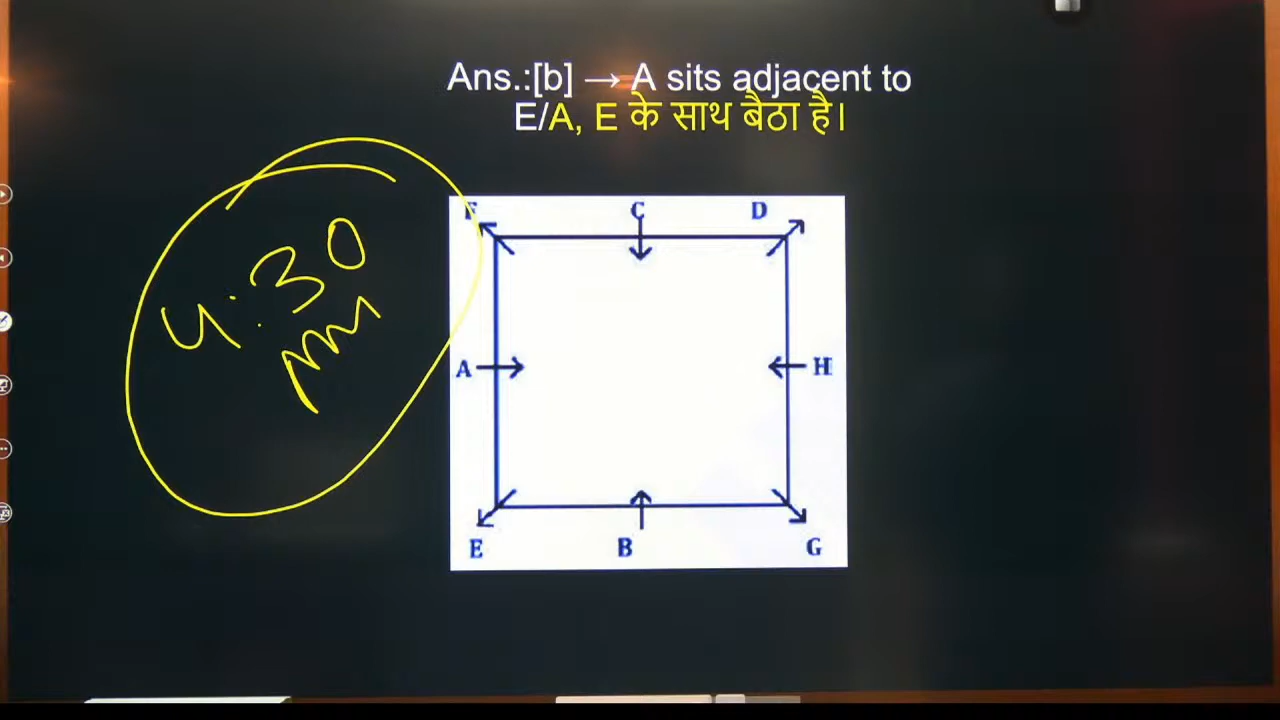 Ans.:[b] → A sits adjacent to
E/A, E के साथ बैठा है।
F C D
4:30
A H
E B G